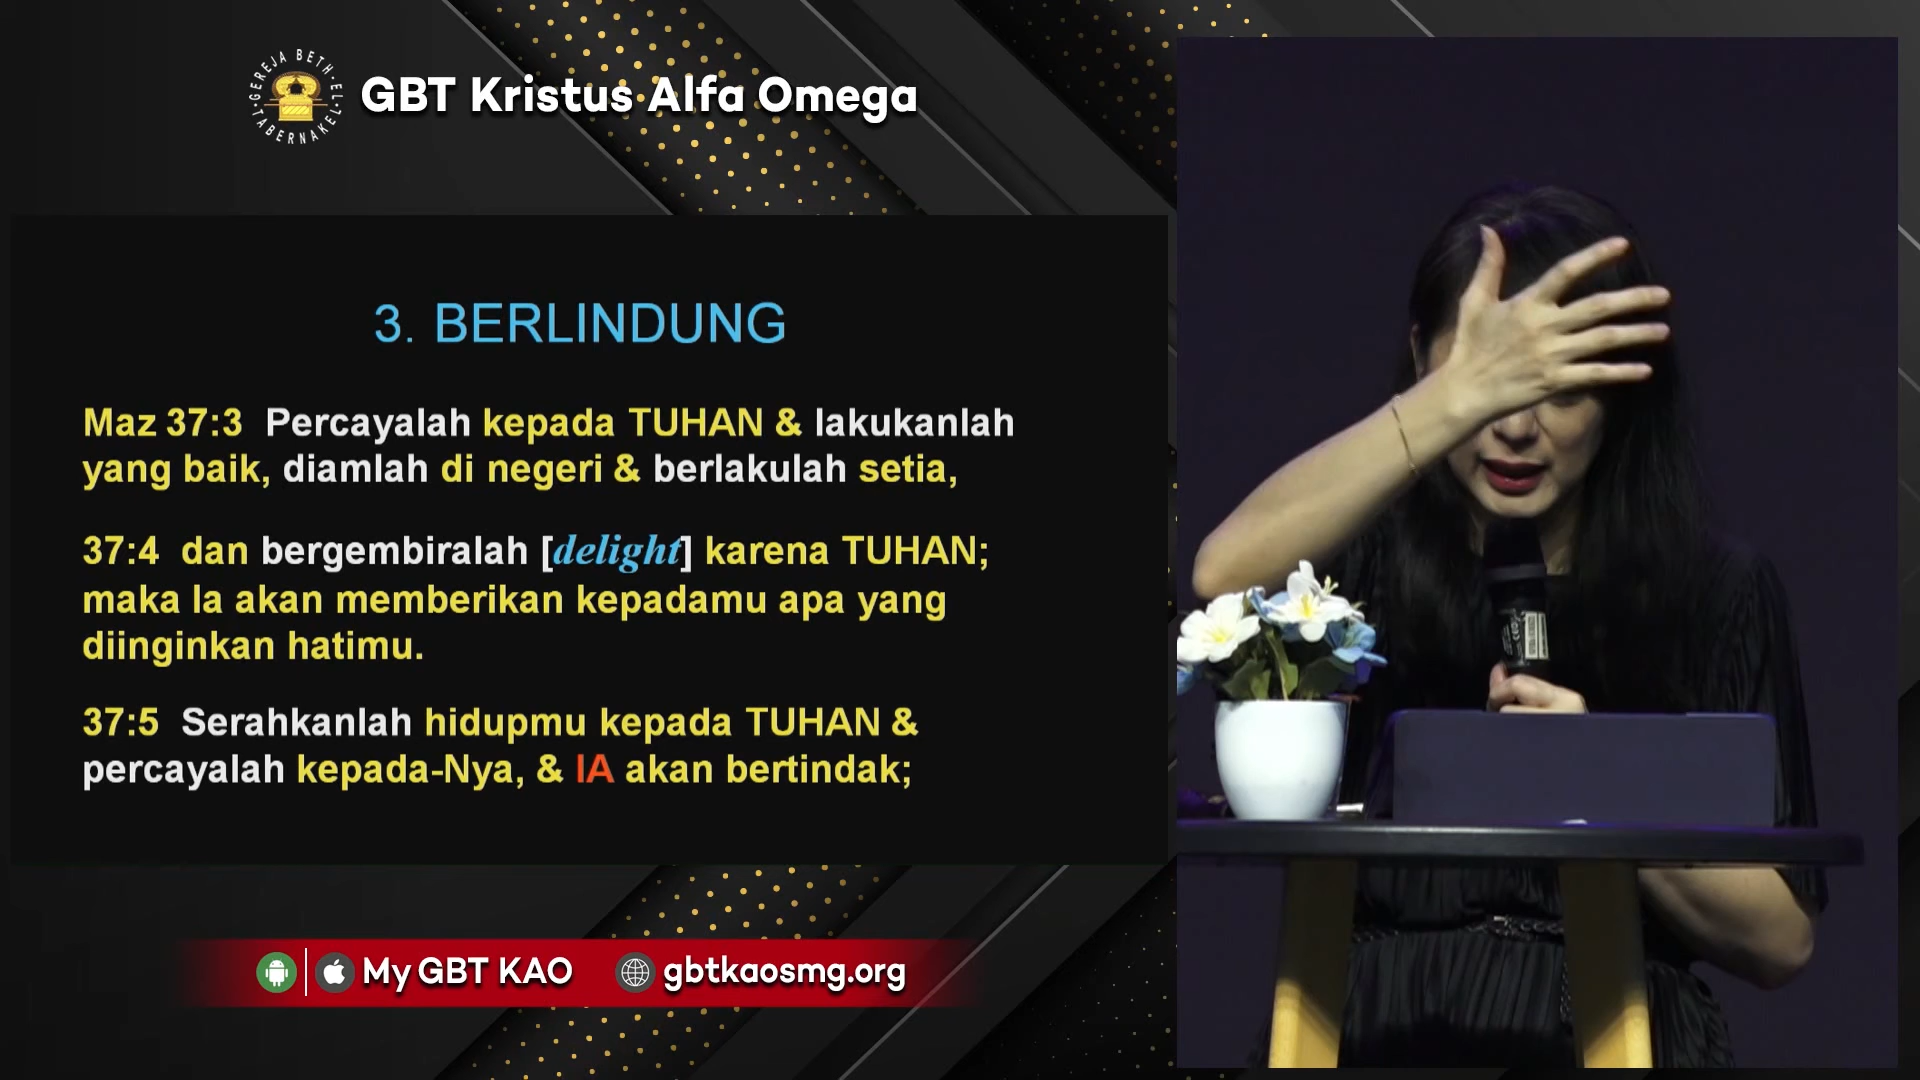 GEREJA BETH-EL
TABERNAKEL
GBT Kristus Alfa Omega
3. BERLINDUNG
Maz 37:3 Percayalah kepada TUHAN & lakukanlah
yang baik, diamlah di negeri & berlakulah setia,
37:4 dan bergembiralah [delight] karena TUHAN;
maka Ia akan memberikan kepadamu apa yang
diinginkan hatimu.
37:5 Serahkanlah hidupmu kepada TUHAN &
percayalah kepada-Nya, & IA akan bertindak;
My GBT KAO
gbtkaosmg.org